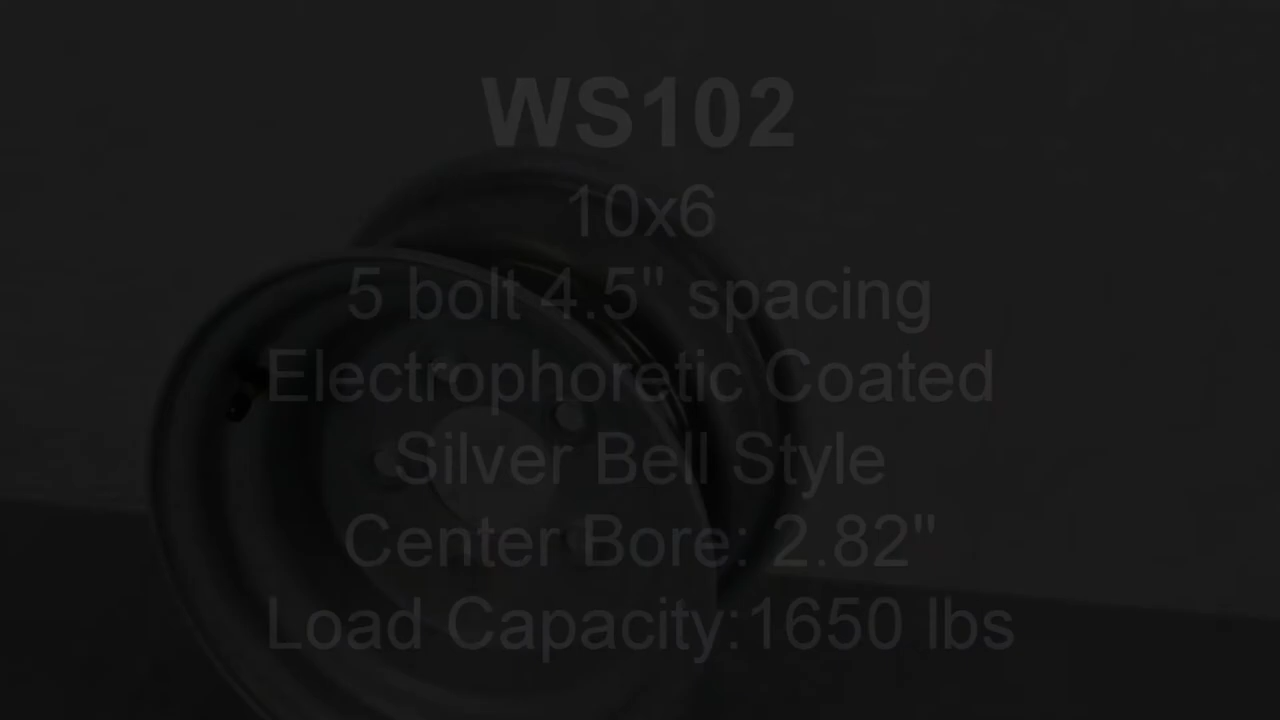 WS102
10x6
5 bolt 4.5" spacing
Electrophoretic Coated
Silver Bell Style
Center Bore: 2.82"
Load Capacity:1650 lbs